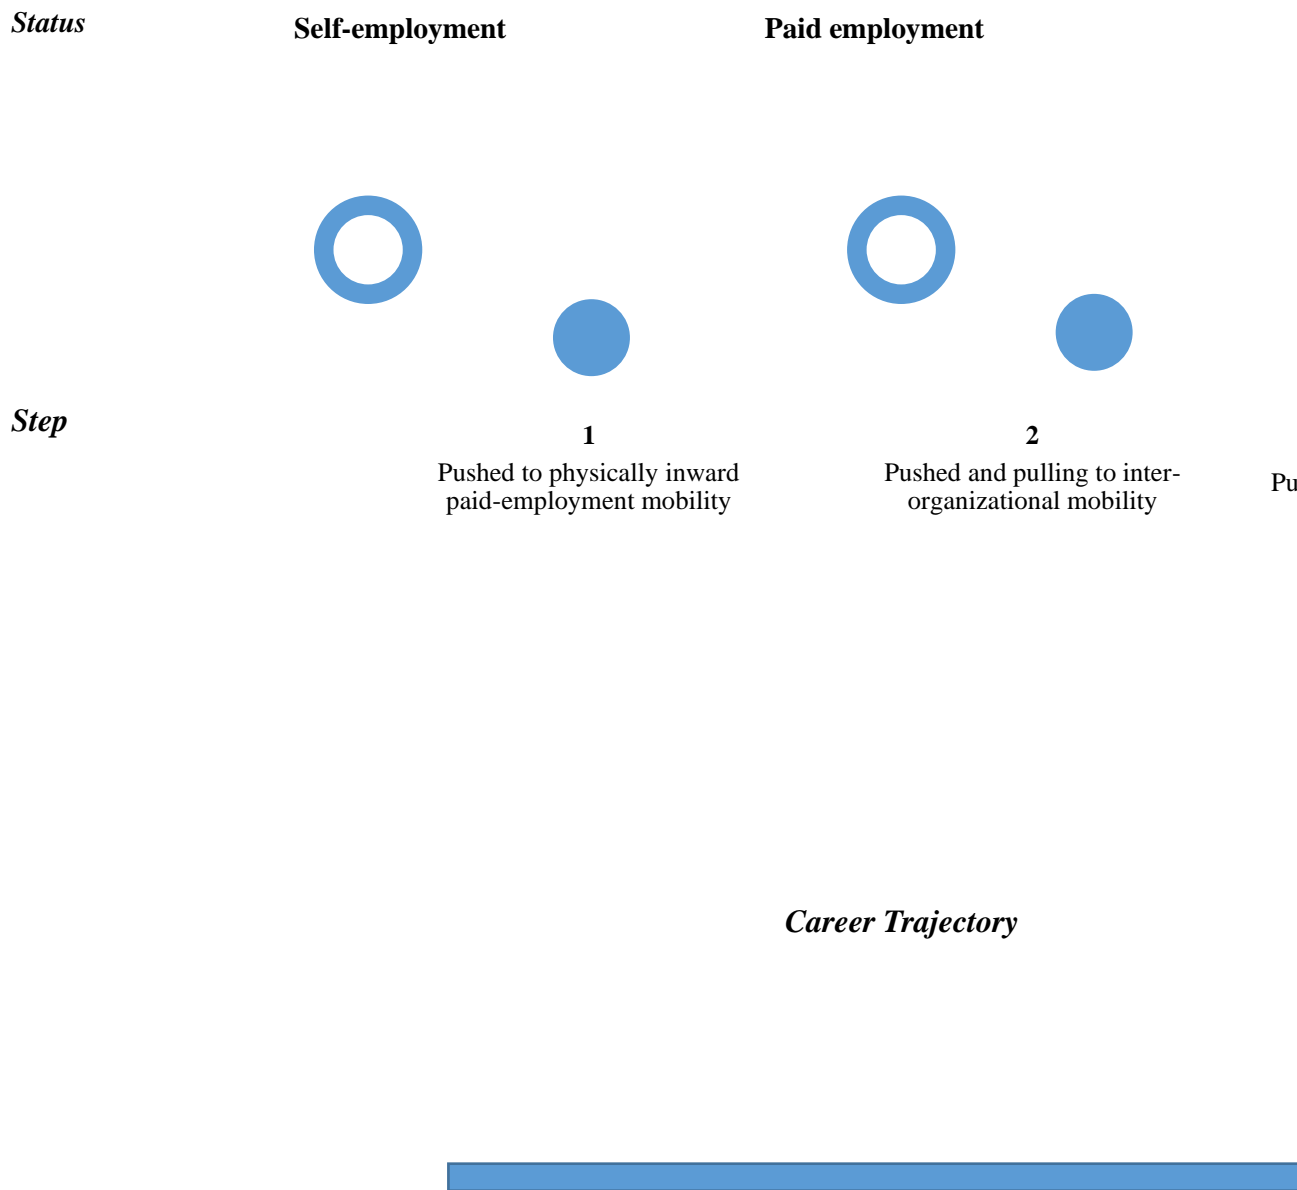 Status
Self-employment
Paid employment
Step
1
Pushed to physically inward
paid-employment mobility
2
Pushed and pulling to inter-
organizational mobility
Pu
Career Trajectory